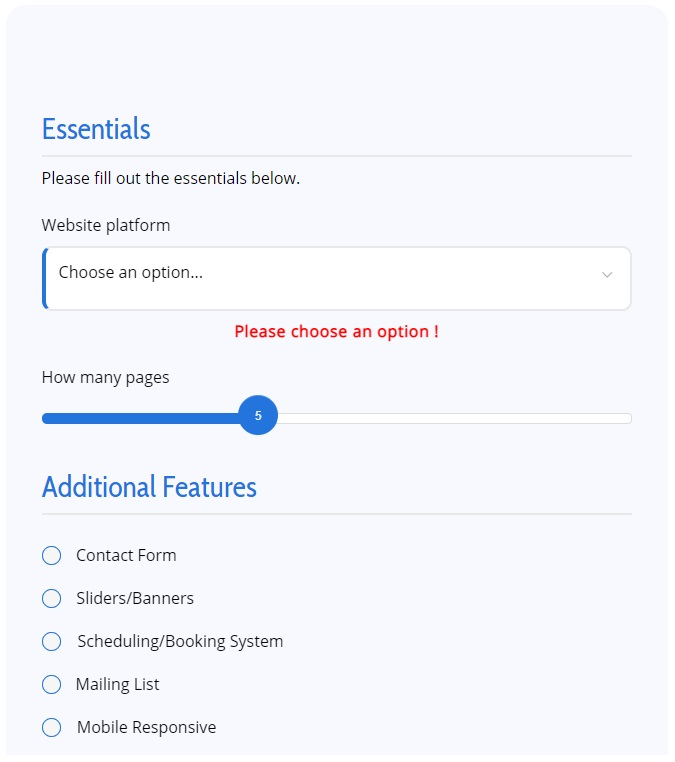 Essentials
Please fill out the essentials below.
Website platform
Choose an option...
Please choose an option !
How many pages
5
Additional Features
Contact Form
Sliders/Banners
Scheduling/Booking System
Mailing List
Mobile Responsive